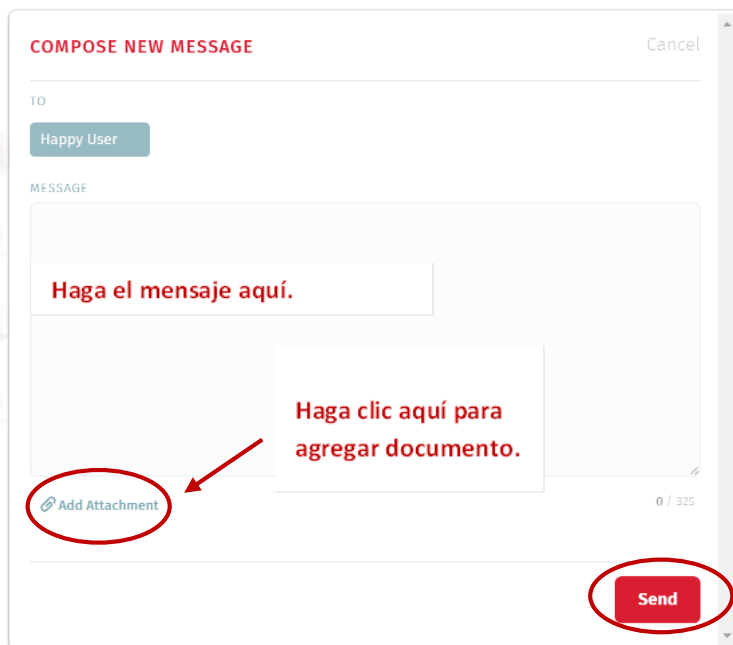 COMPOSE NEW MESSAGE
Cancel
TO
Happy User
MESSAGE
Haga el mensaje aquí.
Haga clic aquí para
agregar documento.
Add Attachment
0 / 325
Send